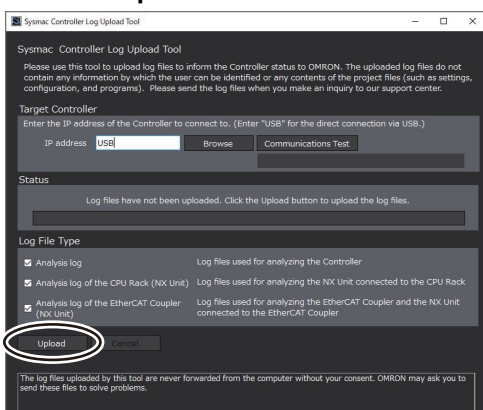 Sysmac Controller Log Upload Tool
Sysmac Controller Log Upload Tool
Please use this tool to upload log files to inform the Controller status to OMRON. The uploaded log files do not
contain any information by which the user can be identified or any contents of the project files (such as settings,
configuration, and programs). Please send the log files when you make an inquiry to our support center.
Target Controller
Enter the IP address of the Controller to connect to. (Enter "USB" for the direct connection via USB.)
IP address USB Browse Communications Test
Status
Log files have not been uploaded. Click the Upload button to upload the log files.
Log File Type
Analysis log Log files used for analyzing the Controller
Analysis log of the CPU Rack (NX Unit) Log files used for analyzing the NX Unit connected to the CPU Rack
Analysis log of the EtherCAT Coupler Log files used for analyzing the EtherCAT Coupler and the NX Unit
(NX Unit) connected to the EtherCAT Coupler
Upload Cancel
The log files uploaded by this tool are never forwarded from the computer without your consent. OMRON may ask you to
send these files to solve problems.